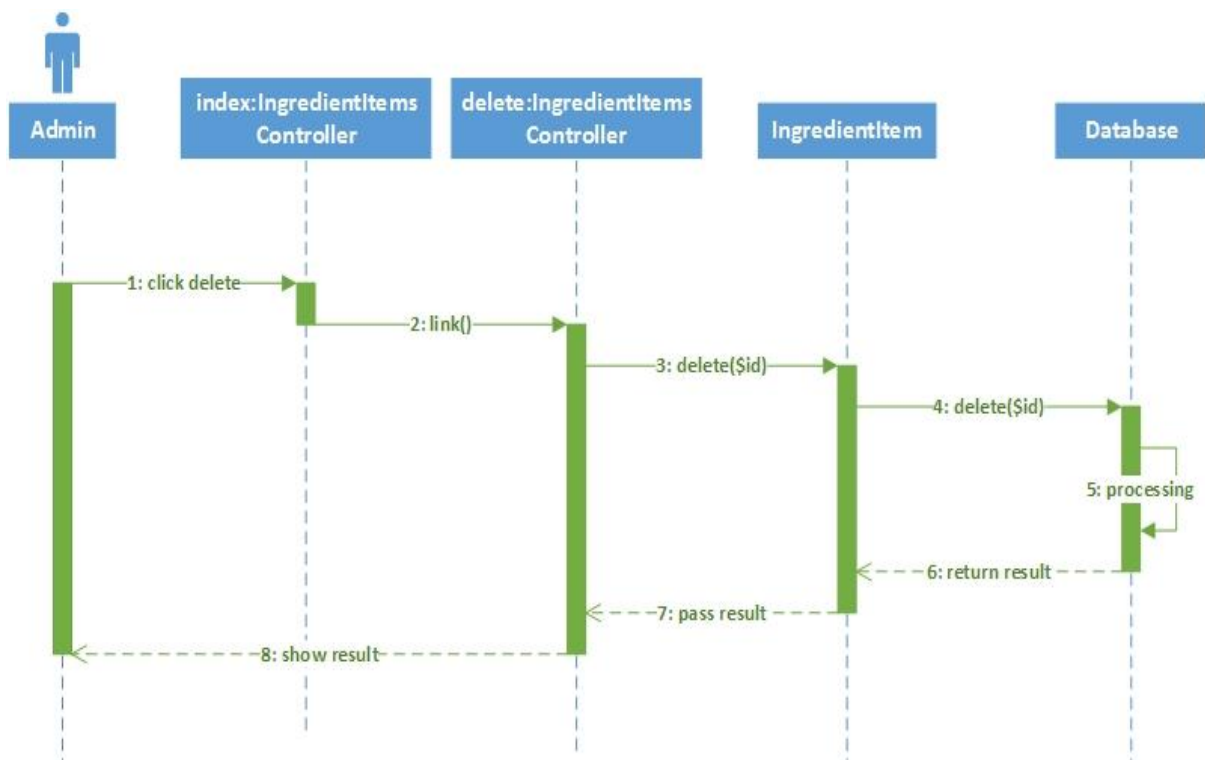 Admin
index:IngredientItems
Controller
delete:IngredientItems
Controller
IngredientItem
Database
1: click delete
2: link()
3: delete($id)
4: delete($id)
5: processing
6: return result
7: pass result
8: show result